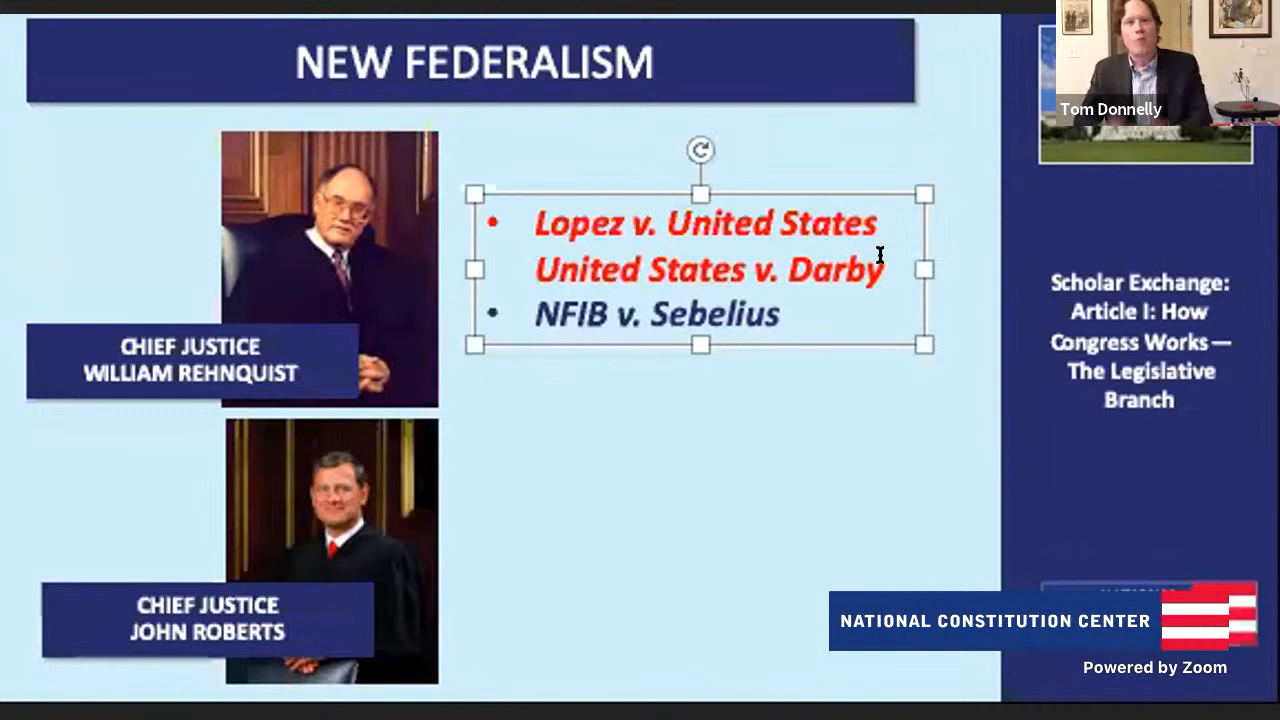 NEW FEDERALISM
Tom Donnelly
• Lopez v. United States
United States v. Darby
• NFIB v. Sebelius
CHIEF JUSTICE
WILLIAM REHNQUIST
CHIEF JUSTICE
JOHN ROBERTS
Scholar Exchange:
Article I: How
Congress Works—
The Legislative
Branch
NATIONAL CONSTITUTION CENTER
Powered by Zoom